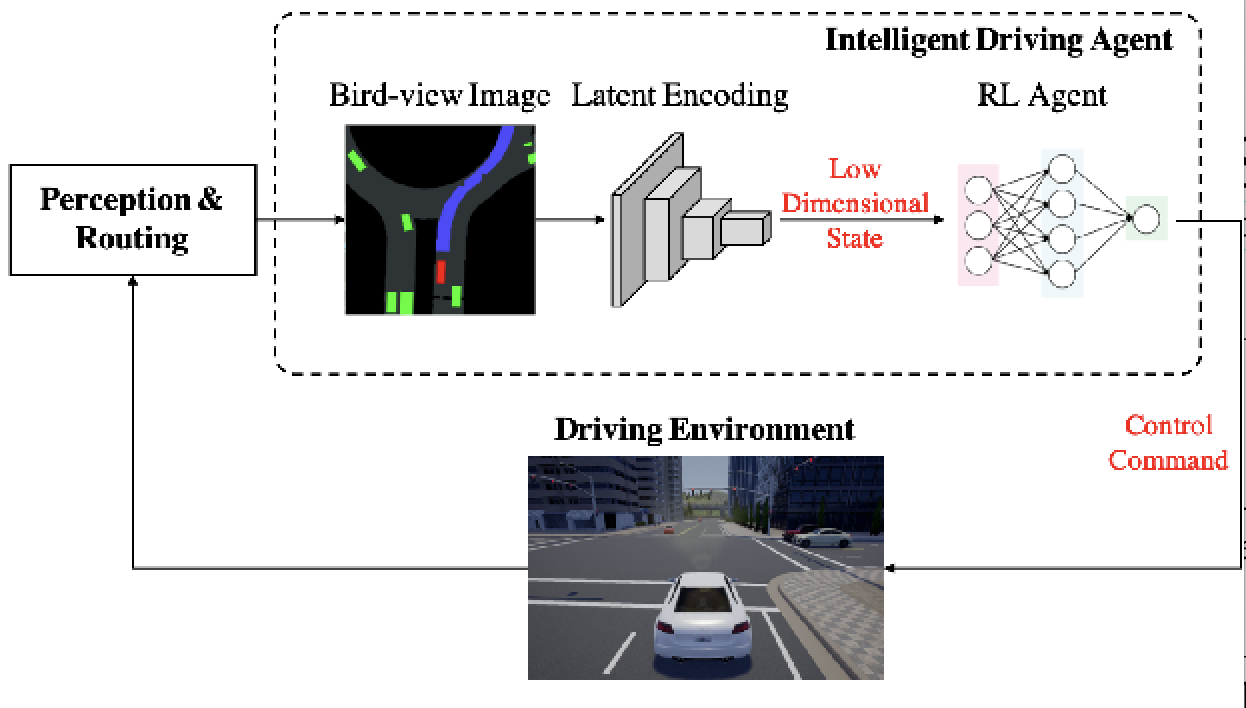 Intelligent Driving Agent
Bird-view Image
Latent Encoding
RL Agent
Perception &
Routing
Low
Dimensional
State
Control
Command
Driving Environment